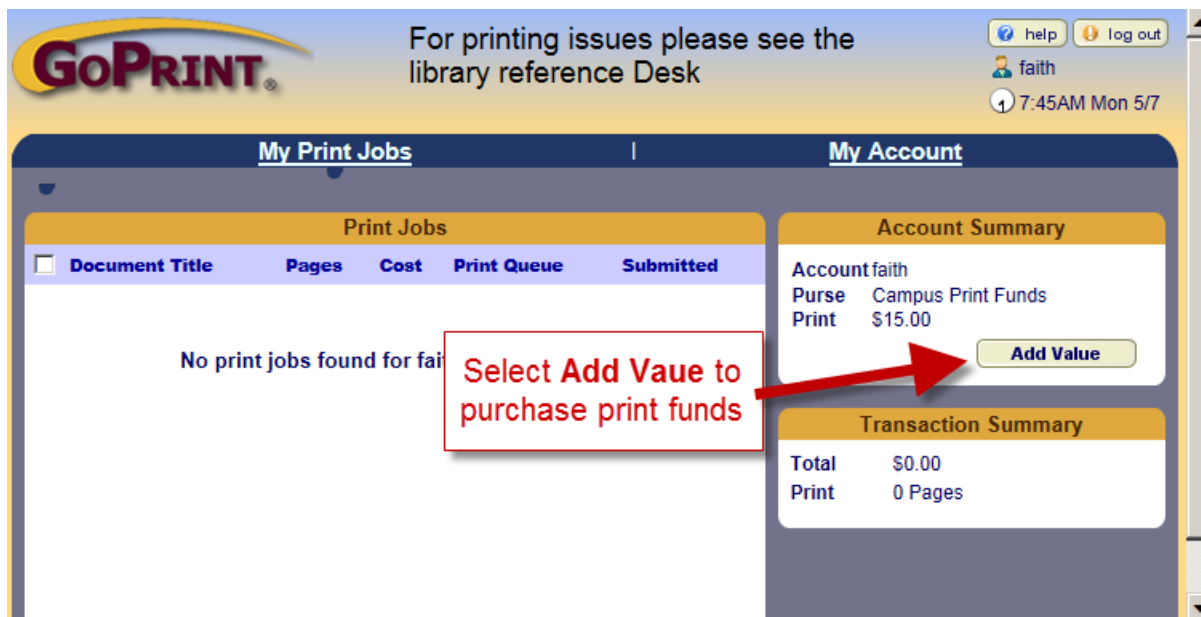 GOPRINT®
For printing issues please see the
library reference Desk
help
log out
faith
7:45AM Mon 5/7
My Print Jobs | My Account
Print Jobs
Document Title Pages Cost Print Queue Submitted
No print jobs found for fai
Select Add Vaue to
purchase print funds
Account Summary
Account faith
Purse Campus Print Funds
Print $15.00
Add Value
Transaction Summary
Total $0.00
Print 0 Pages